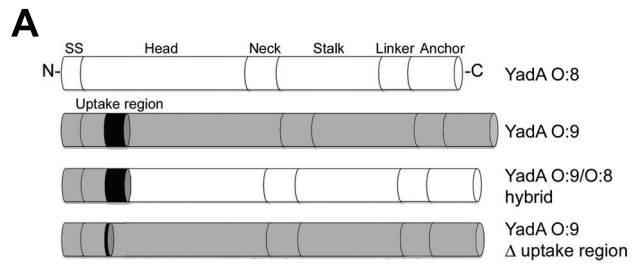 A
SS Head Neck Stalk Linker Anchor
N- -C YadA O:8
Uptake region
YadA O:9
YadA O:9/O:8
hybrid
YadA O:9
Δ uptake region